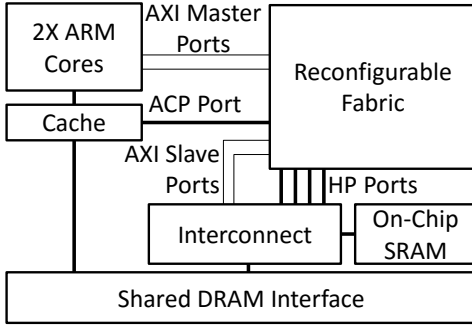 2X ARM
Cores
AXI Master
Ports
Reconfigurable
Fabric
Cache
ACP Port
AXI Slave
Ports
HP Ports
Interconnect
On-Chip
SRAM
Shared DRAM Interface